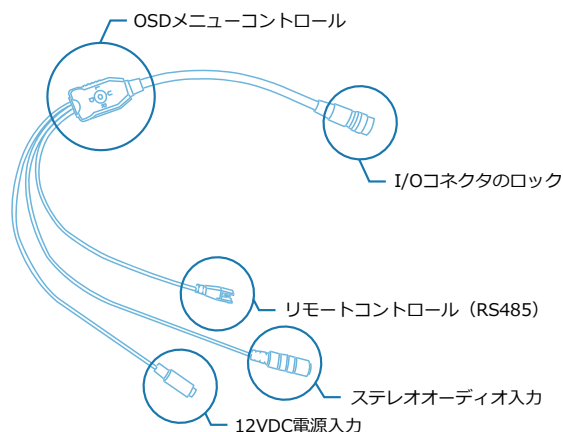 OSDメニューコントロール
I/Oコネクタのロック
リモートコントロール（RS485）
ステレオオーディオ入力
12VDC電源入力